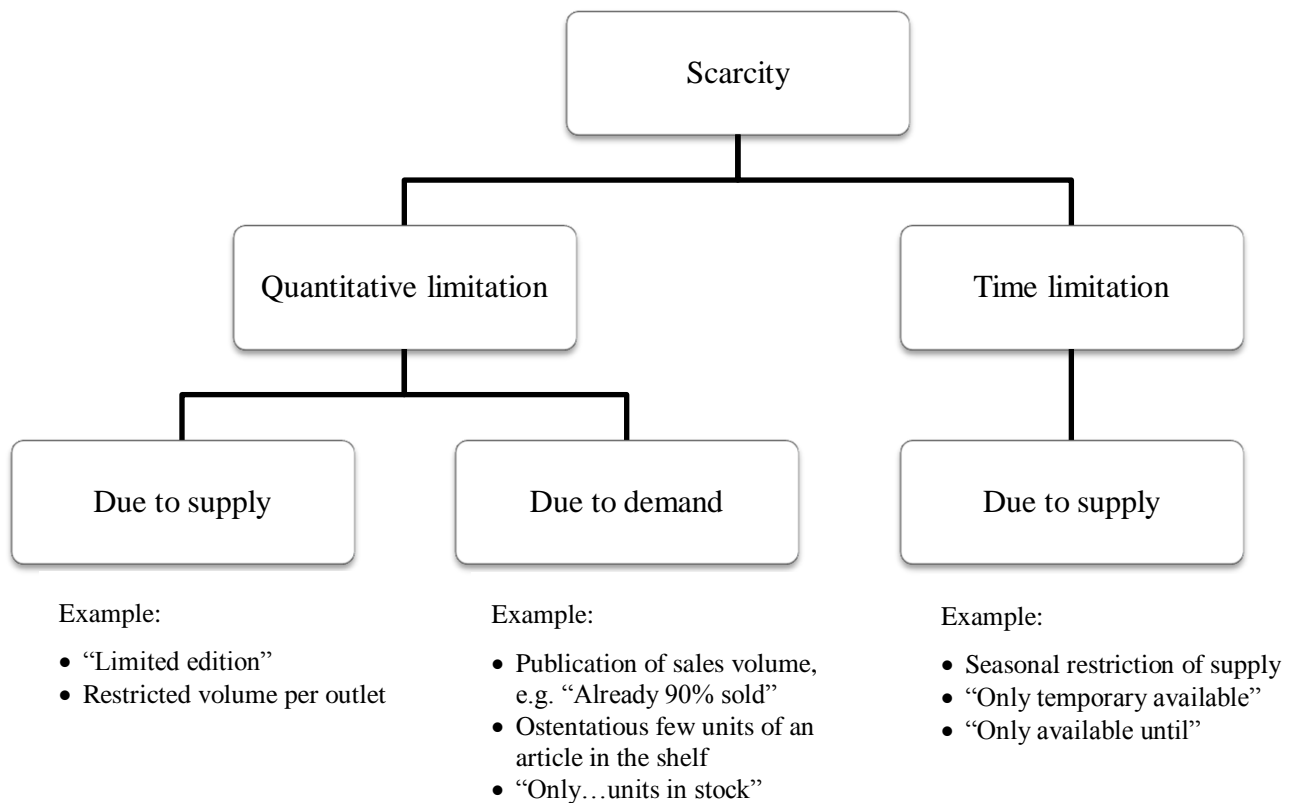 Scarcity
Quantitative limitation
Time limitation
Due to supply
Due to demand
Due to supply
Example:
• “Limited edition”
• Restricted volume per outlet
Example:
• Publication of sales volume,
e.g. “Already 90% sold”
• Ostentatious few units of an
article in the shelf
• “Only…units in stock”
Example:
• Seasonal restriction of supply
• “Only temporary available”
• “Only available until”